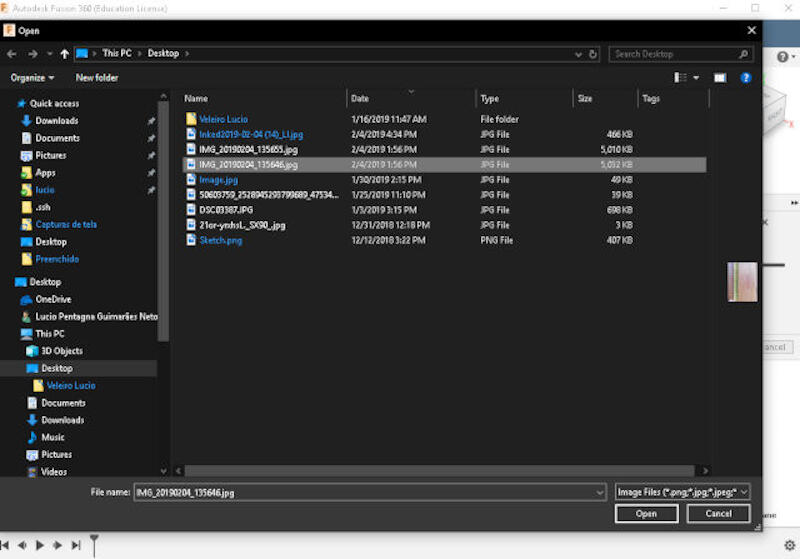 Autodesk Fusion 360 (Education License)
Open
This PC > Desktop >
Search Desktop
Organize
New folder
Name Date Type Size Tags
Quick access
Downloads
Documents
Pictures
Apps
lucio
.ssh
Capturas de tela
Desktop
Preenchido
Desktop
OneDrive
Lucio Pentagna Guimarães Neto
This PC
3D Objects
Desktop
Veleiro Lucio
Documents
Downloads
Music
Pictures
Videos
Veleiro Lucio 1/16/2019 11:47 AM File folder
Inked2019-02-04 (14)_LI.jpg 2/4/2019 4:34 PM JPG File 466 KB
IMG_20190204_135655.jpg 2/4/2019 1:56 PM JPG File 5,010 KB
IMG_20190204_135646.jpg 2/4/2019 1:56 PM JPG File 5,032 KB
Image.jpg 1/30/2019 2:15 PM JPG File 49 KB
50603759_2528945293799689_47534... 1/25/2019 11:10 PM JPG File 39 KB
DSC03387.JPG 1/3/2019 3:15 PM JPG File 698 KB
12/31/2018 12:18 PM JPG File 3 KB
Sketch.png 12/12/2018 3:22 PM PNG File 407 KB
File name: IMG_20190204_135646.jpg
Image Files (*.png;*.jpg;*.jpeg;*
Open
Cancel